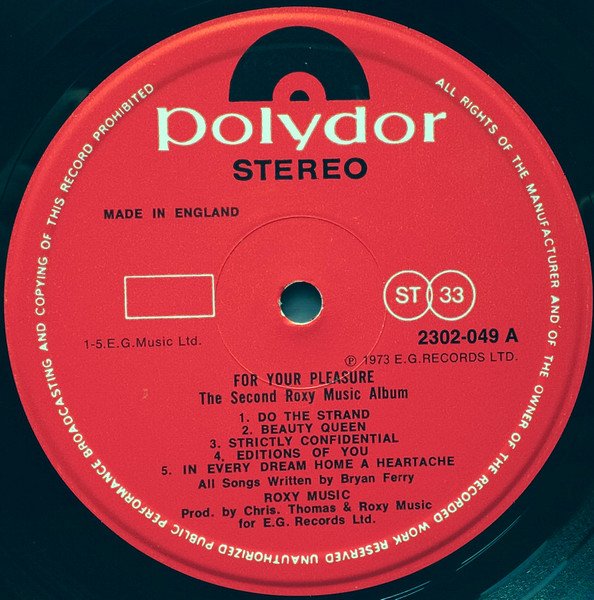 polydor
STEREO
MADE IN ENGLAND
ST 33
2302-049 A
1-5.E.G.Music Ltd.
℗ 1973 E.G.RECORDS LTD.
FOR YOUR PLEASURE
The Second Roxy Music Album
1. DO THE STRAND
2. BEAUTY QUEEN
3. STRICTLY CONFIDENTIAL
4. EDITIONS OF YOU
5. IN EVERY DREAM HOME A HEARTACHE
All Songs Written by Bryan Ferry
ROXY MUSIC
Prod. by Chris. Thomas & Roxy Music
for E.G. Records Ltd.
ALL RIGHTS OF THE MANUFACTURER AND OF THE OWNER OF THE RECORDED WORK RESERVED UNAUTHORIZED PUBLIC PERFORMANCE BROADCASTING AND COPYING OF THIS RECORD PROHIBITED